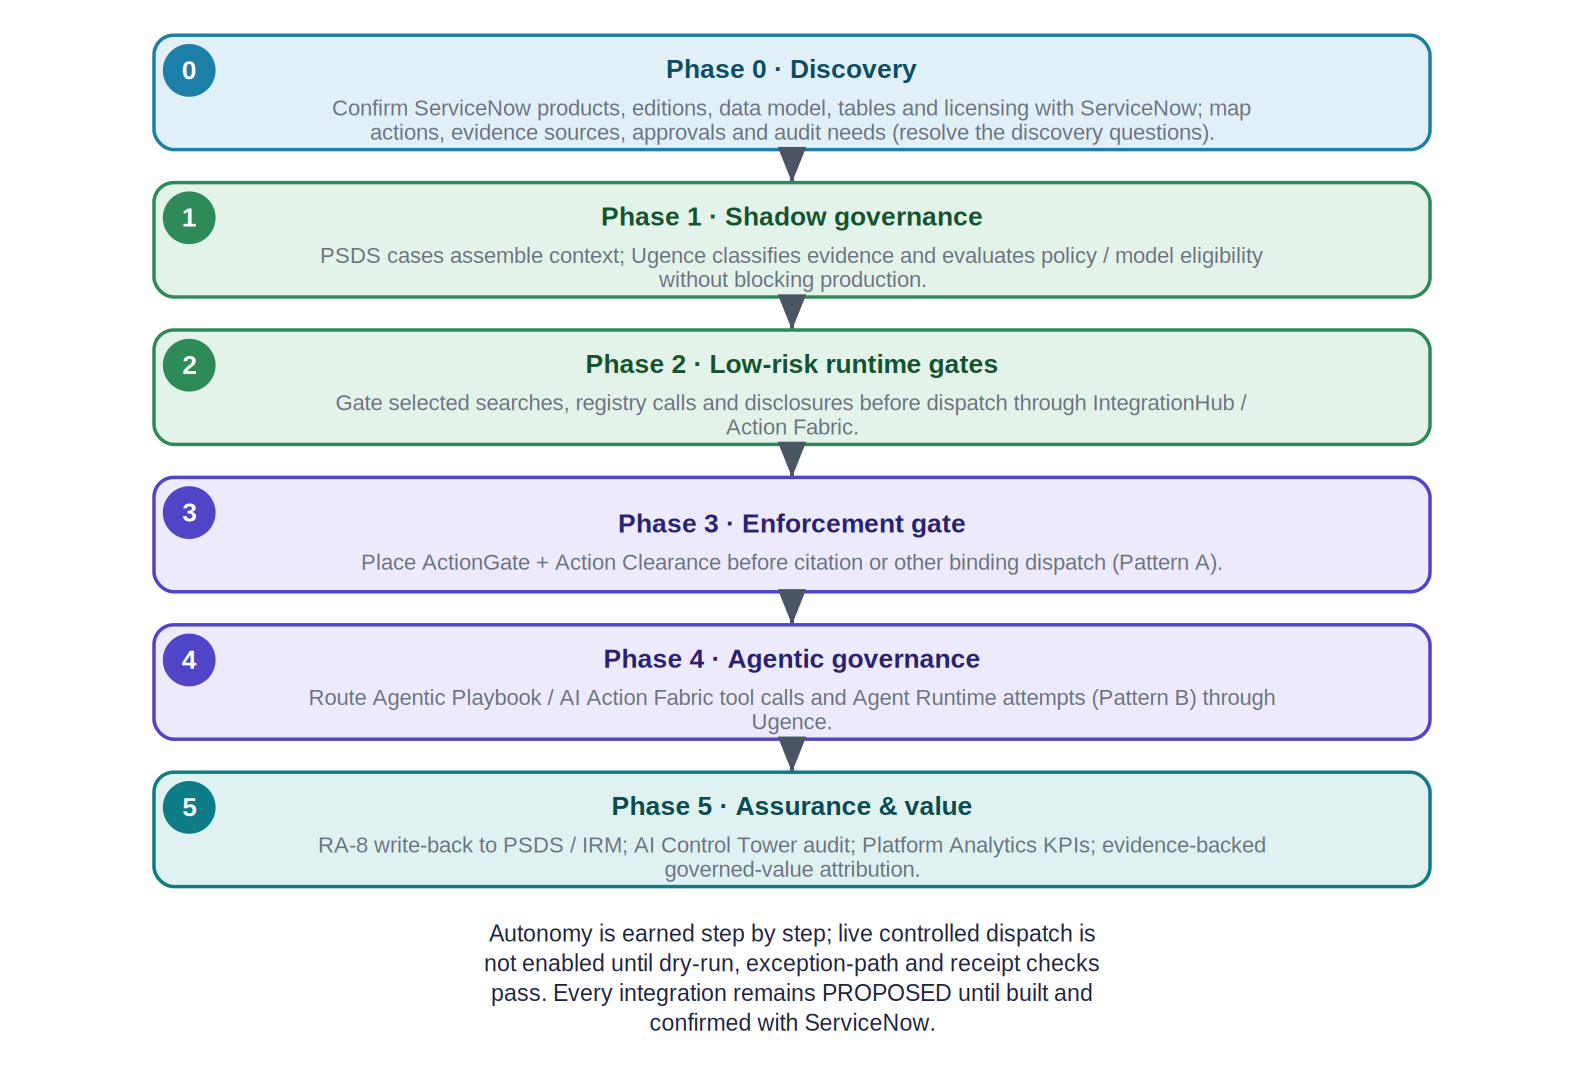 0
Phase 0 · Discovery
Confirm ServiceNow products, editions, data model, tables and licensing with ServiceNow; map
actions, evidence sources, approvals and audit needs (resolve the discovery questions).
1
Phase 1 · Shadow governance
PSDS cases assemble context; Ugence classifies evidence and evaluates policy / model eligibility
without blocking production.
2
Phase 2 · Low-risk runtime gates
Gate selected searches, registry calls and disclosures before dispatch through IntegrationHub /
Action Fabric.
3
Phase 3 · Enforcement gate
Place ActionGate + Action Clearance before citation or other binding dispatch (Pattern A).
4
Phase 4 · Agentic governance
Route Agentic Playbook / AI Action Fabric tool calls and Agent Runtime attempts (Pattern B) through
Ugence.
5
Phase 5 · Assurance & value
RA-8 write-back to PSDS / IRM; AI Control Tower audit; Platform Analytics KPIs; evidence-backed
governed-value attribution.
Autonomy is earned step by step; live controlled dispatch is
not enabled until dry-run, exception-path and receipt checks
pass. Every integration remains PROPOSED until built and
confirmed with ServiceNow.